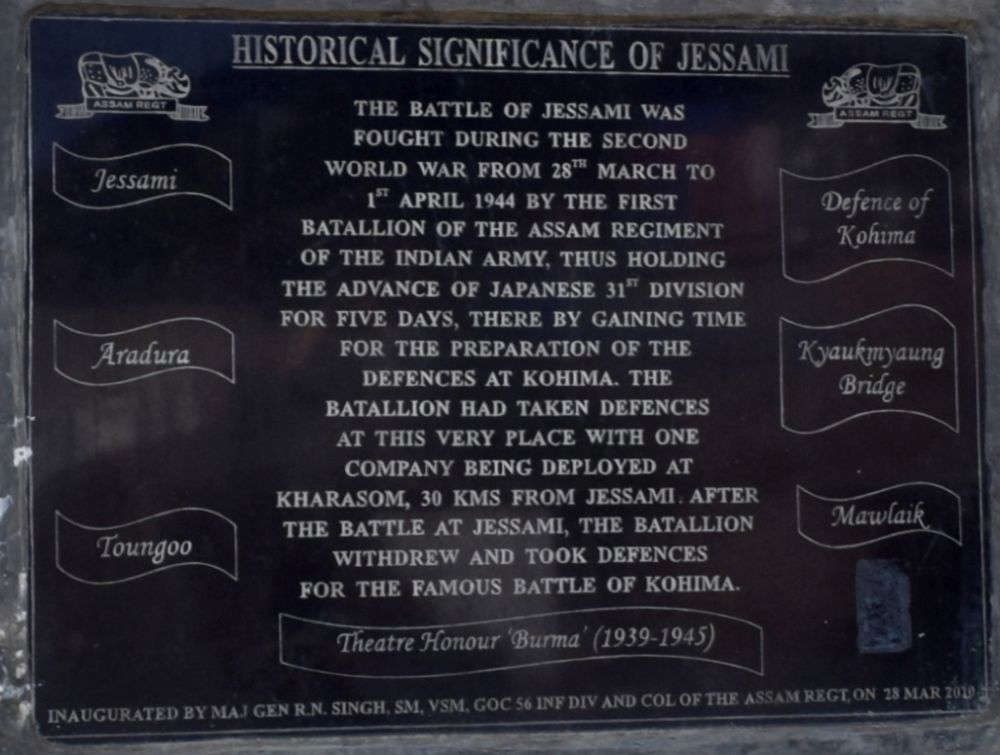 HISTORICAL SIGNIFICANCE OF JESSAMI
ASSAM REGT
ASSAM REGT
THE BATTLE OF JESSAMI WAS
FOUGHT DURING THE SECOND
WORLD WAR FROM 28TH MARCH TO
1ST APRIL 1944 BY THE FIRST
BATALLION OF THE ASSAM REGIMENT
OF THE INDIAN ARMY, THUS HOLDING
THE ADVANCE OF JAPANESE 31ST DIVISION
FOR FIVE DAYS, THERE BY GAINING TIME
FOR THE PREPARATION OF THE
DEFENCES AT KOHIMA. THE
BATALLION HAD TAKEN DEFENCES
AT THIS VERY PLACE WITH ONE
COMPANY BEING DEPLOYED AT
KHARASOM, 30 KMS FROM JESSAMI. AFTER
THE BATTLE AT JESSAMI, THE BATALLION
WITHDREW AND TOOK DEFENCES
FOR THE FAMOUS BATTLE OF KOHIMA.
Jessami
Aradura
Toungoo
Defence of
Kohima
Kyaukmyaung
Bridge
Mawlaik
Theatre Honour 'Burma' (1939-1945)
INAUGURATED BY MAJ GEN R.N. SINGH, SM, VSM, GOC 56 INF DIV AND COL OF THE ASSAM REGT, ON 28 MAR 2010